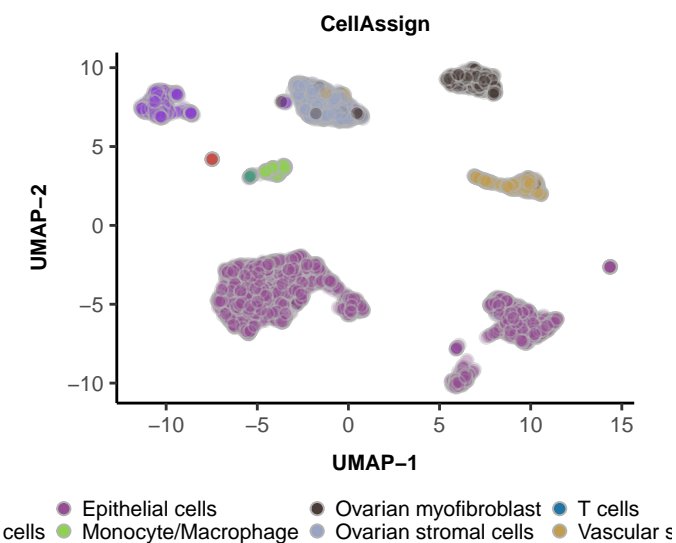 CellAssign
10
5
0
−5
−10
UMAP−2
−10 −5 0 5 10 15
UMAP−1
Epithelial cells Ovarian myofibroblast T cells
cells Monocyte/Macrophage Ovarian stromal cells Vascular s